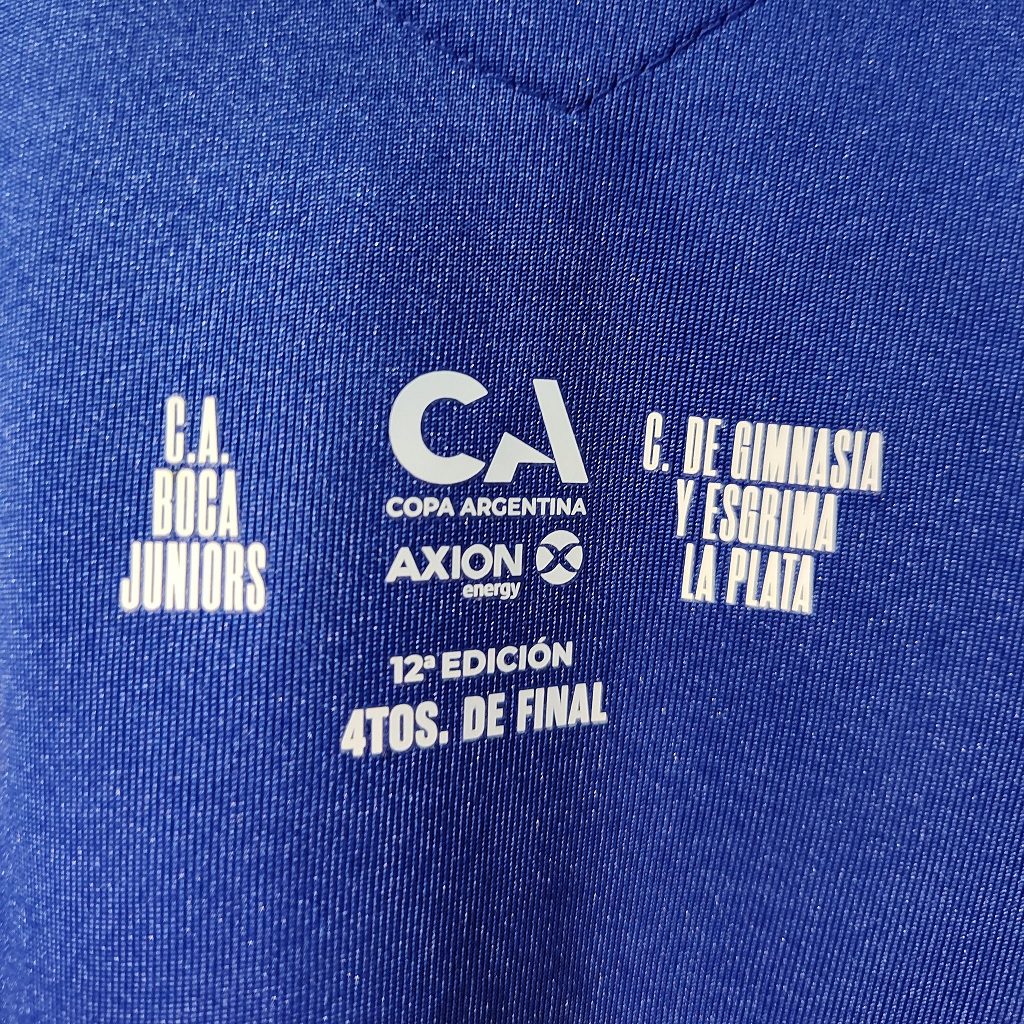 C.A.
BOCA
JUNIORS
CA
COPA ARGENTINA
AXION
energy
12ª EDICIÓN
4TOS. DE FINAL
C. DE GIMNASIA
Y ESGRIMA
LA PLATA